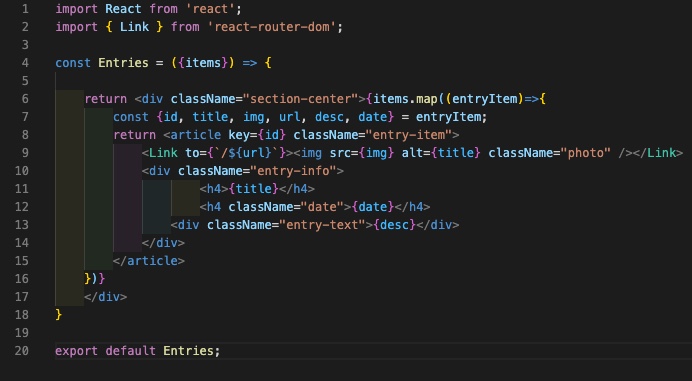 1 import React from 'react';
2 import { Link } from 'react-router-dom';
3
4 const Entries = ({items}) => {
5
6 return <div className="section-center">{items.map((entryItem)=>{
7 const {id, title, img, url, desc, date} = entryItem;
8 return <article key={id} className="entry-item">
9 <Link to={`/${url}`}><img src={img} alt={title} className="photo" /></Link>
10 <div className="entry-info">
11 <h4>{title}</h4>
12 <h4 className="date">{date}</h4>
13 <div className="entry-text">{desc}</div>
14 </div>
15 </article>
16 })}
17 </div>
18 }
19
20 export default Entries;